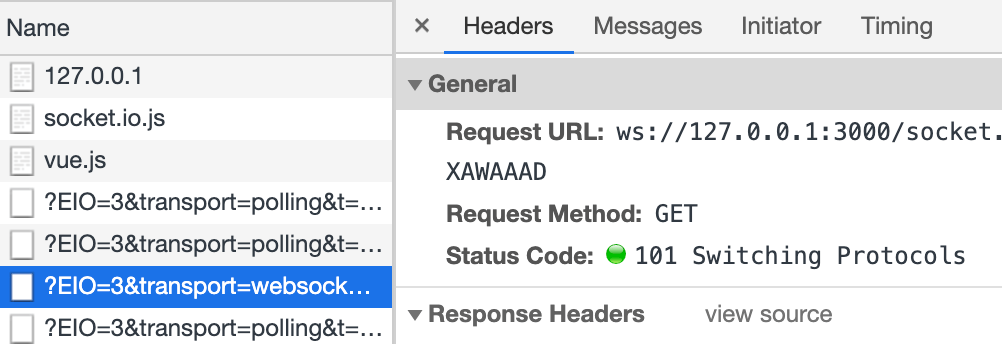 Name
127.0.0.1
socket.io.js
vue.js
?EIO=3&transport=polling&t=…
?EIO=3&transport=polling&t=…
?EIO=3&transport=websock…
?EIO=3&transport=polling&t=…
× Headers Messages Initiator Timing
▼ General
Request URL: ws://127.0.0.1:3000/socket.
XAWAAAD
Request Method: GET
Status Code: 101 Switching Protocols
▼ Response Headers view source